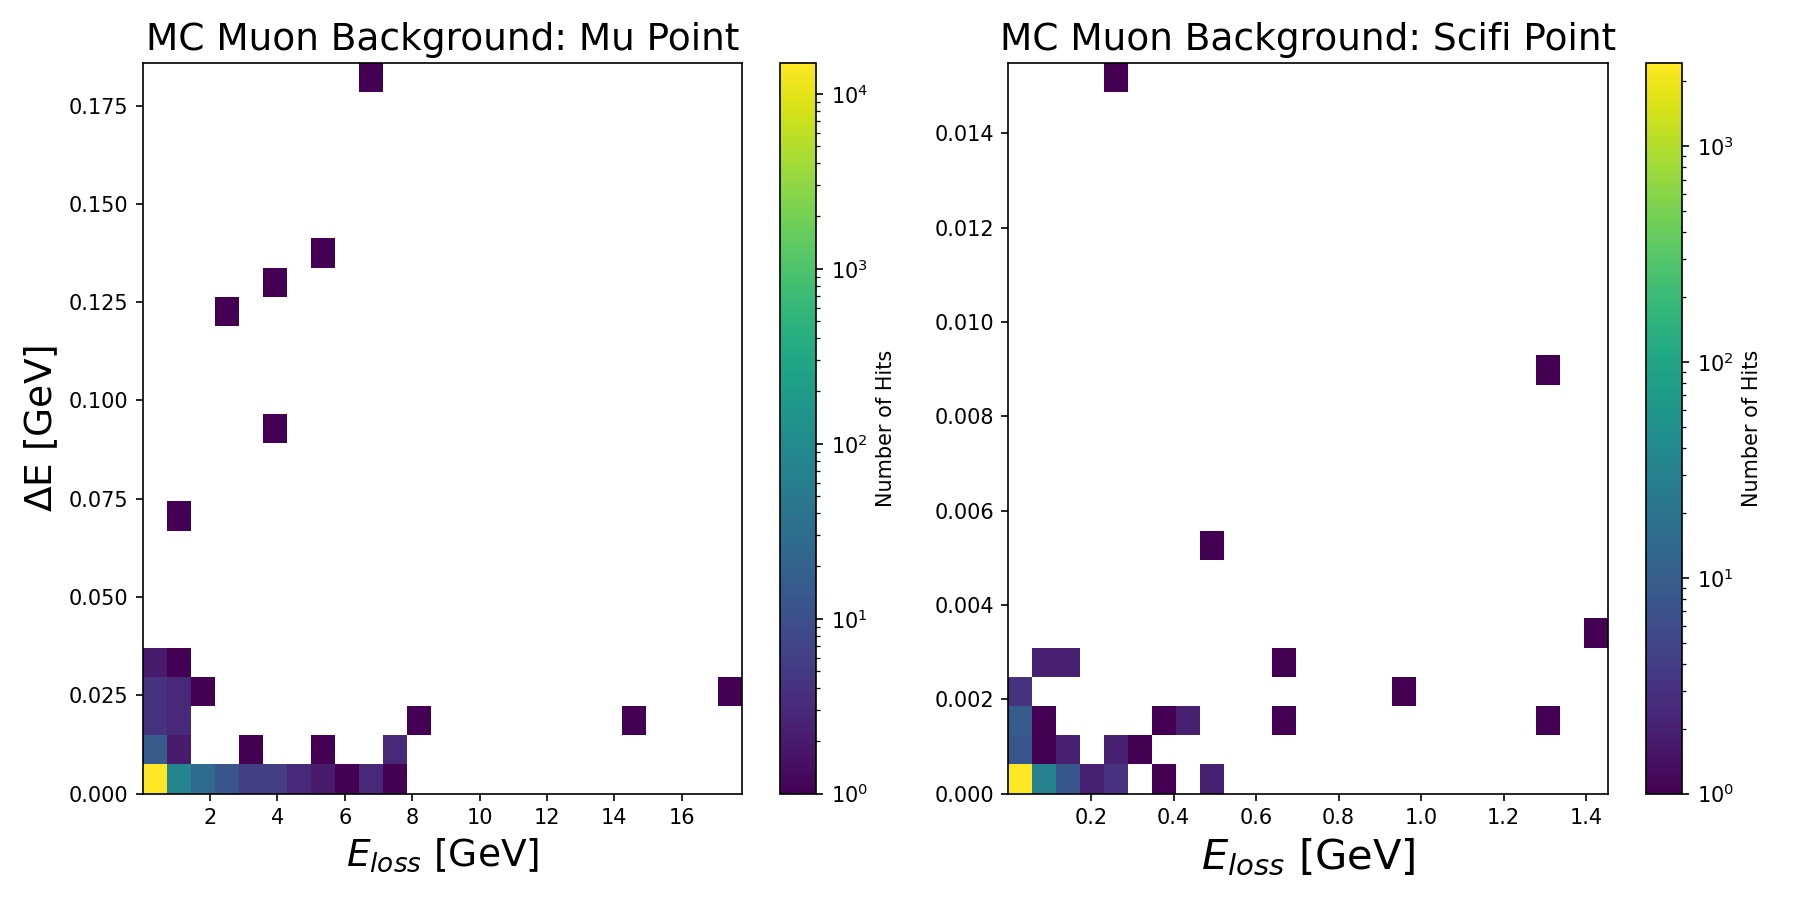 MC Muon Background: Mu Point
MC Muon Background: Scifi Point
ΔE [GeV]
0.175
0.150
0.125
0.100
0.075
0.050
0.025
0.000
2 4 6 8 10 12 14 16
E_loss [GeV]
10^4
10^3
10^2
10^1
10^0
Number of Hits
0.014
0.012
0.010
0.008
0.006
0.004
0.002
0.000
0.2 0.4 0.6 0.8 1.0 1.2 1.4
E_loss [GeV]
10^3
10^2
10^1
10^0
Number of Hits